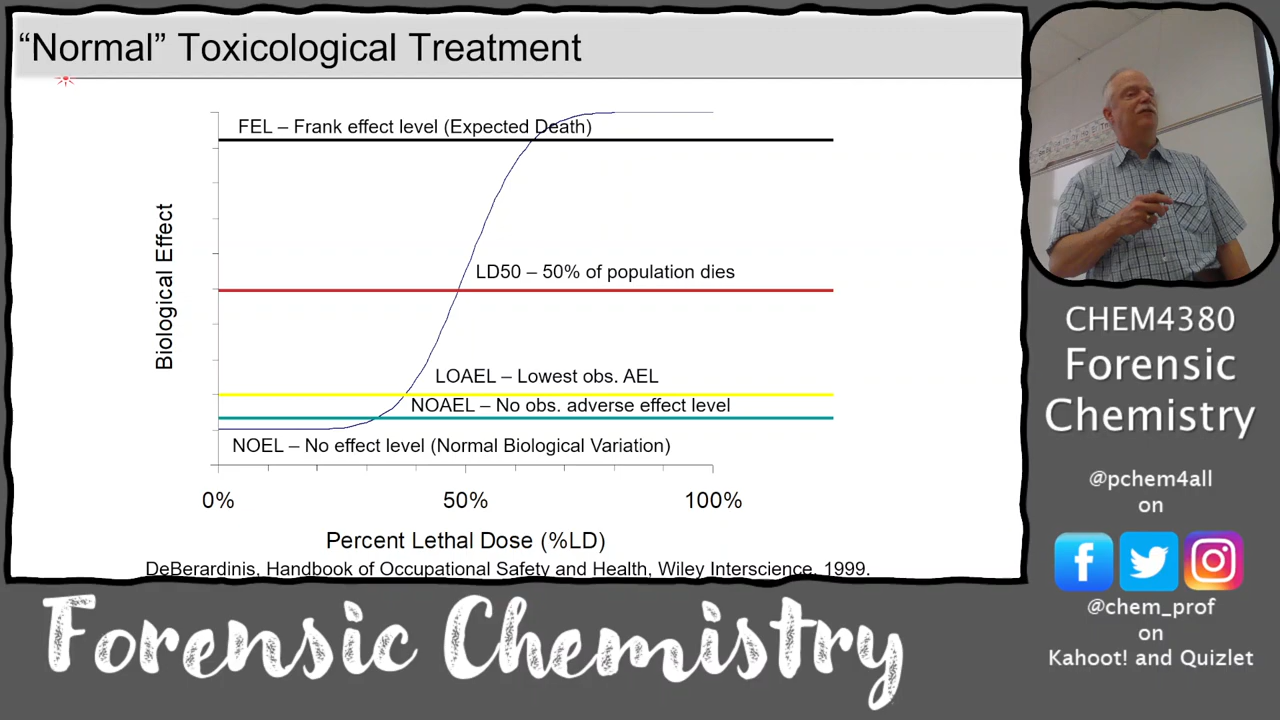 “Normal” Toxicological Treatment
FEL – Frank effect level (Expected Death)
Biological Effect
LD50 – 50% of population dies
LOAEL – Lowest obs. AEL
NOAEL – No obs. adverse effect level
NOEL – No effect level (Normal Biological Variation)
0% 50% 100%
Percent Lethal Dose (%LD)
DeBerardinis, Handbook of Occupational Safety and Health, Wiley Interscience, 1999.
CHEM4380
Forensic
Chemistry
@pchem4all
on
@chem_prof
on
Kahoot! and Quizlet
Forensic Chemistry